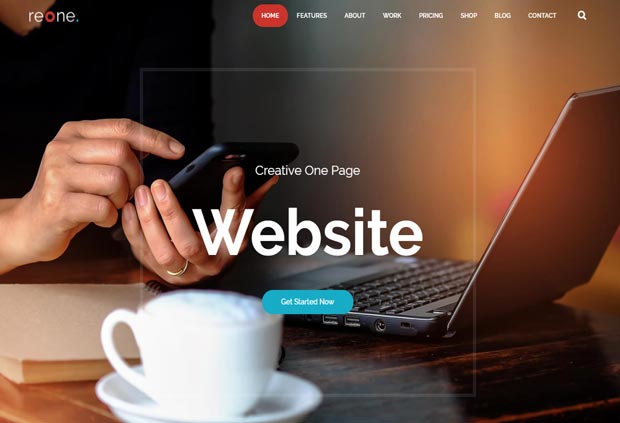 reone.
HOME FEATURES ABOUT WORK PRICING SHOP BLOG CONTACT
Creative One Page
Website
Get Started Now